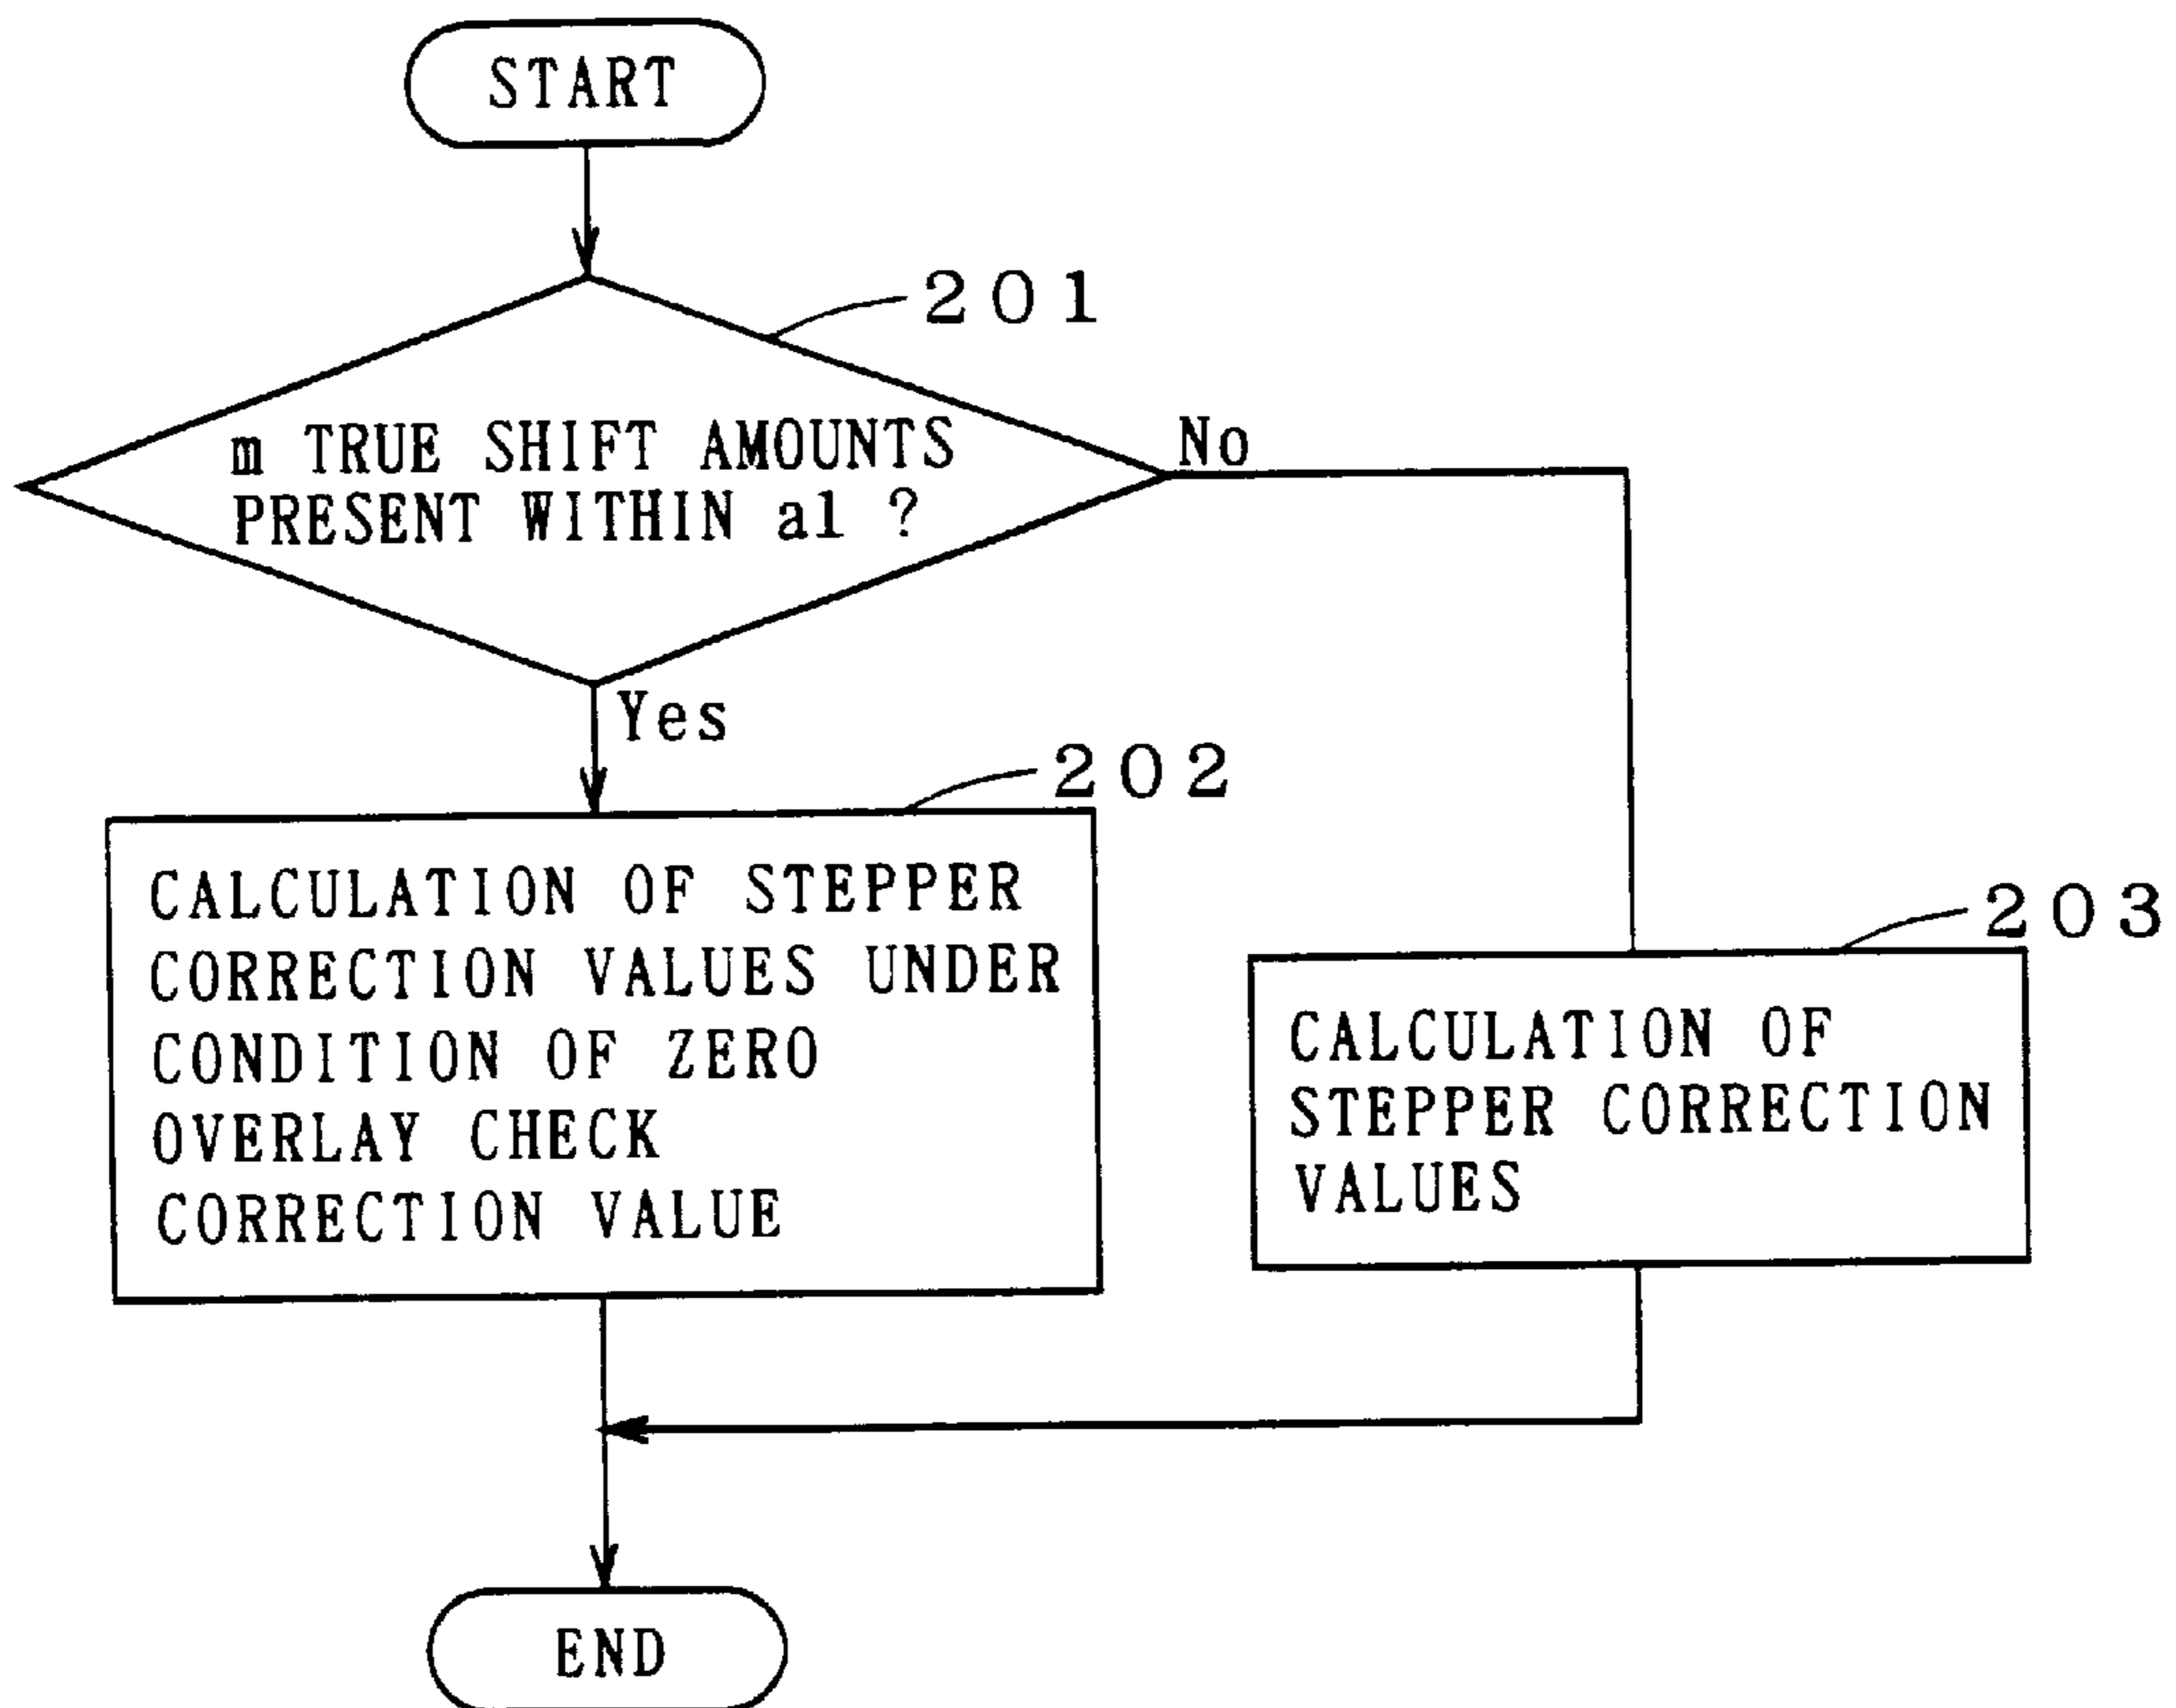 START
201
m TRUE SHIFT AMOUNTS
PRESENT WITHIN a1 ?
No
Yes
202
CALCULATION OF STEPPER
CORRECTION VALUES UNDER
CONDITION OF ZERO
OVERLAY CHECK
CORRECTION VALUE
203
CALCULATION OF
STEPPER CORRECTION
VALUES
END